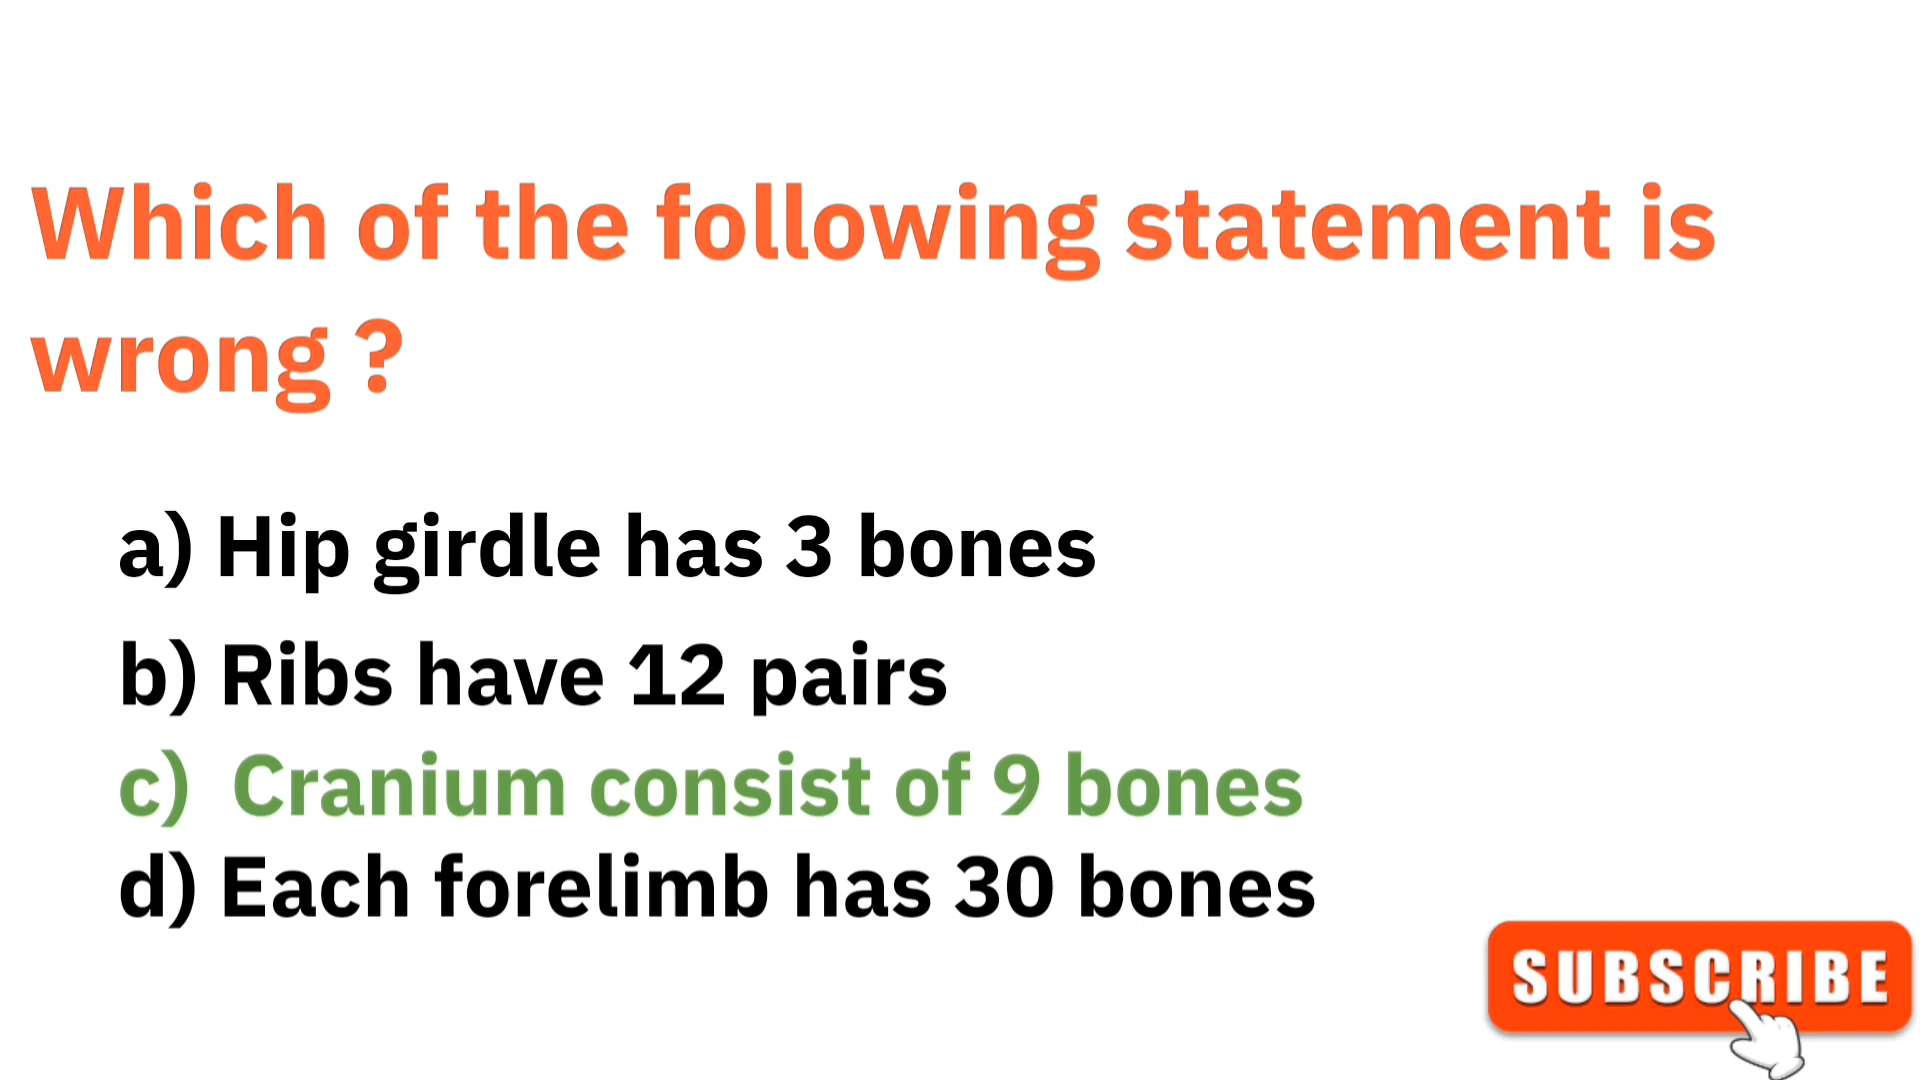 Which of the following statement is
wrong ?
a) Hip girdle has 3 bones
b) Ribs have 12 pairs
c) Cranium consist of 9 bones
d) Each forelimb has 30 bones
SUBSCRIBE